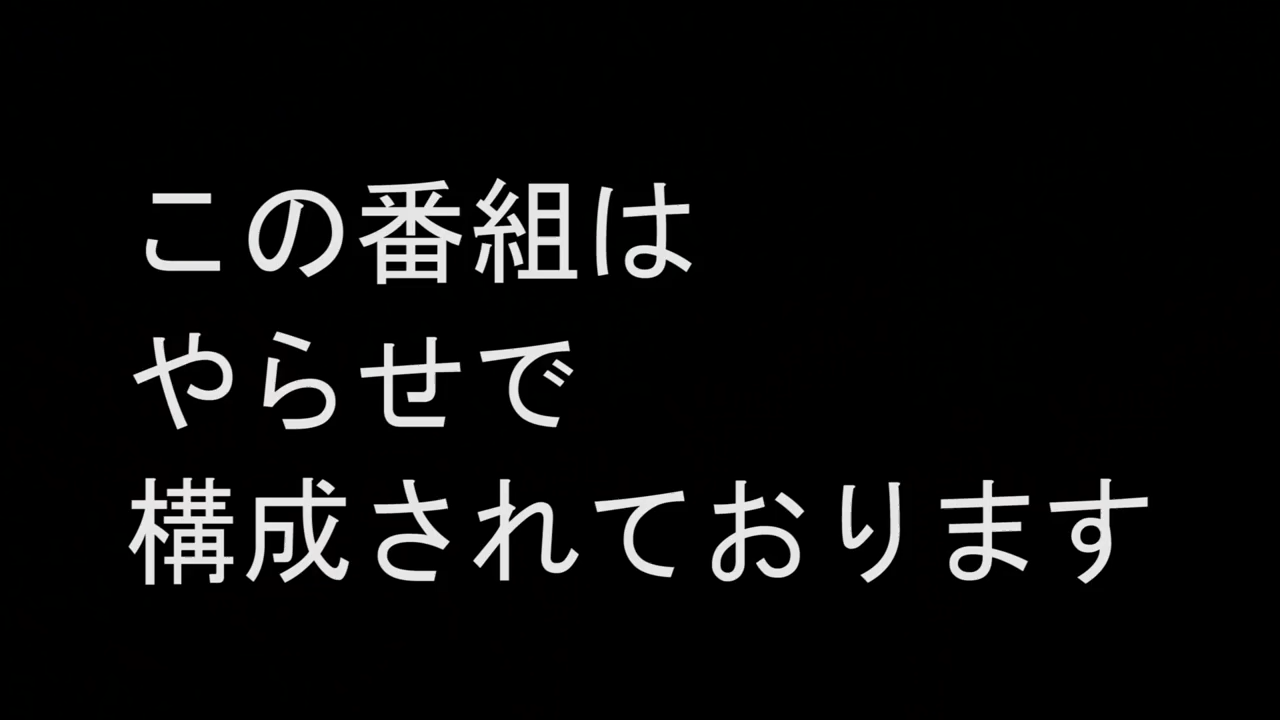 この番組は
やらせで
構成されております